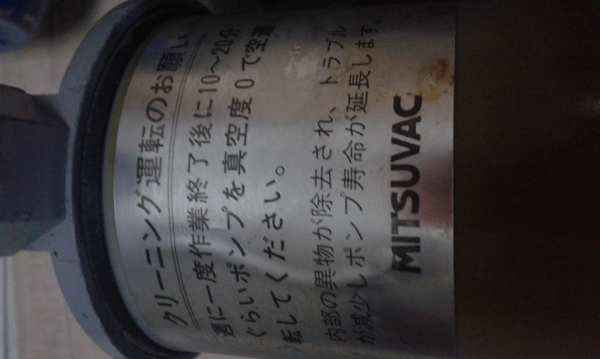 クリーニング運転のお願い
週に一度作業終了後に10～20分
ぐらいポンプを真空度0で空運
転してください。
内部の異物が除去され、トラブル
が減少しポンプ寿命が延長します。
MITSUVAC